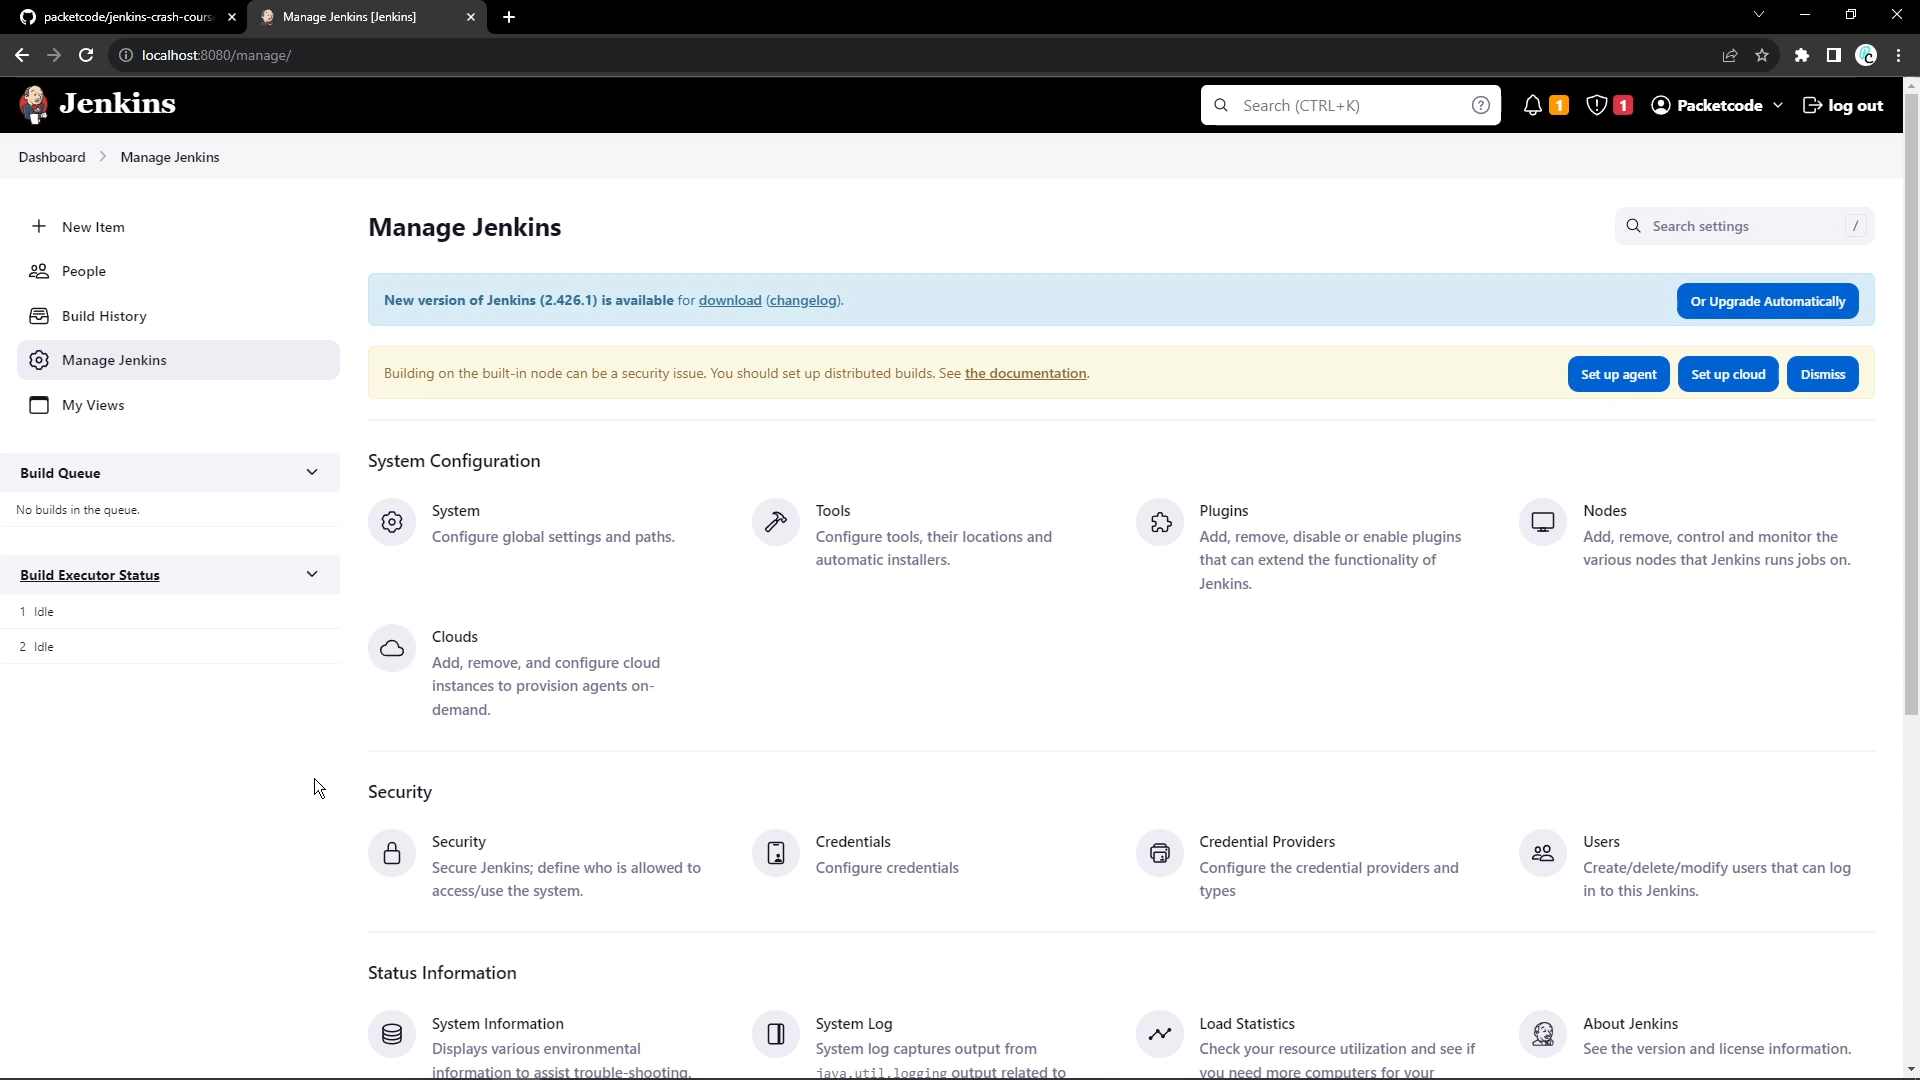 packetcode/jenkins-crash-cours
Manage Jenkins [Jenkins]
localhost:8080/manage/
Jenkins
Search (CTRL+K)
1
1
Packetcode
log out
Dashboard
Manage Jenkins
New Item
People
Build History
Manage Jenkins
My Views
Build Queue
No builds in the queue.
Build Executor Status
1 Idle
2 Idle
Manage Jenkins
Search settings
/
New version of Jenkins (2.426.1) is available for download (changelog).
Or Upgrade Automatically
Building on the built-in node can be a security issue. You should set up distributed builds. See the documentation.
Set up agent
Set up cloud
Dismiss
System Configuration
System
Configure global settings and paths.
Tools
Configure tools, their locations and
automatic installers.
Plugins
Add, remove, disable or enable plugins
that can extend the functionality of
Jenkins.
Nodes
Add, remove, control and monitor the
various nodes that Jenkins runs jobs on.
Clouds
Add, remove, and configure cloud
instances to provision agents on-
demand.
Security
Security
Secure Jenkins; define who is allowed to
access/use the system.
Credentials
Configure credentials
Credential Providers
Configure the credential providers and
types
Users
Create/delete/modify users that can log
in to this Jenkins.
Status Information
System Information
Displays various environmental
information to assist trouble-shooting.
System Log
System log captures output from
java.util.logging output related to
Load Statistics
Check your resource utilization and see if
you need more computers for your
About Jenkins
See the version and license information.